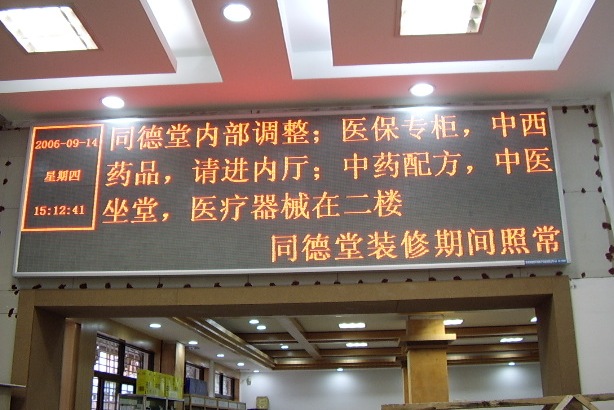 2006-09-14
星期四
15:12:41
同德堂内部调整；医保专柜，中西
药品，请进内厅；中药配方，中医
坐堂，医疗器械在二楼
同德堂装修期间照常